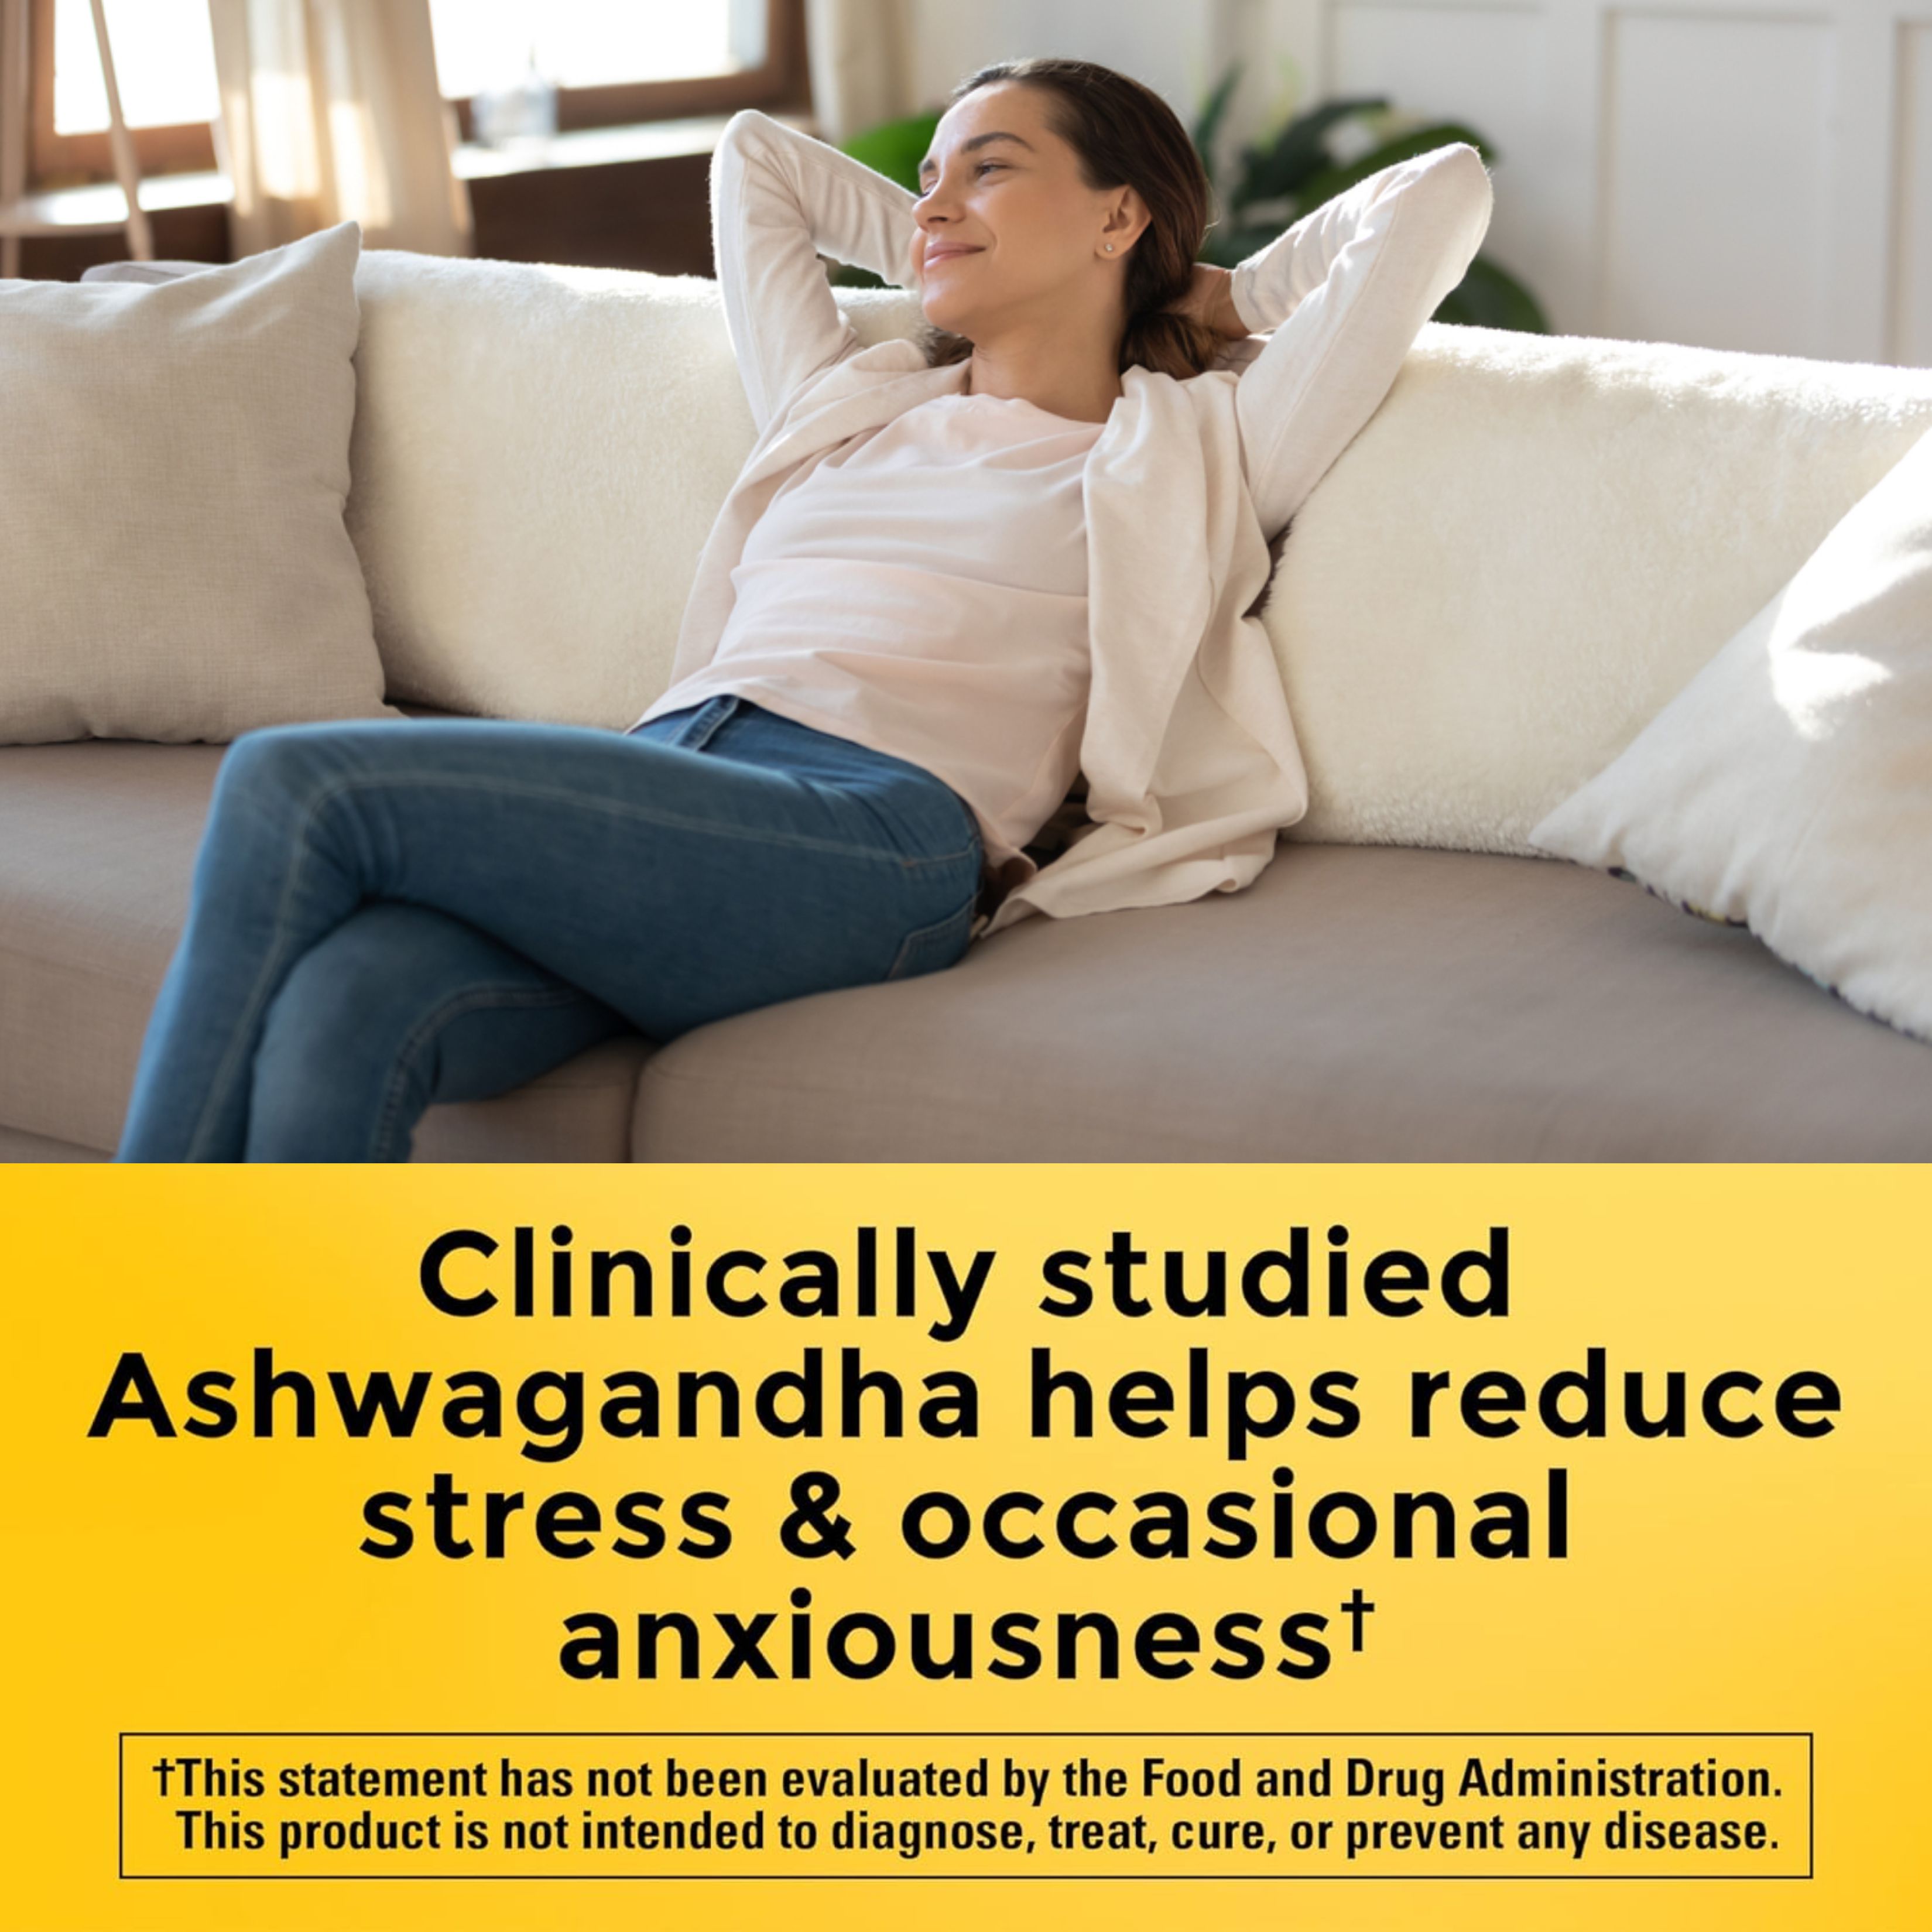 Clinically studied
Ashwagandha helps reduce
stress & occasional
anxiousness†
†This statement has not been evaluated by the Food and Drug Administration.
This product is not intended to diagnose, treat, cure, or prevent any disease.